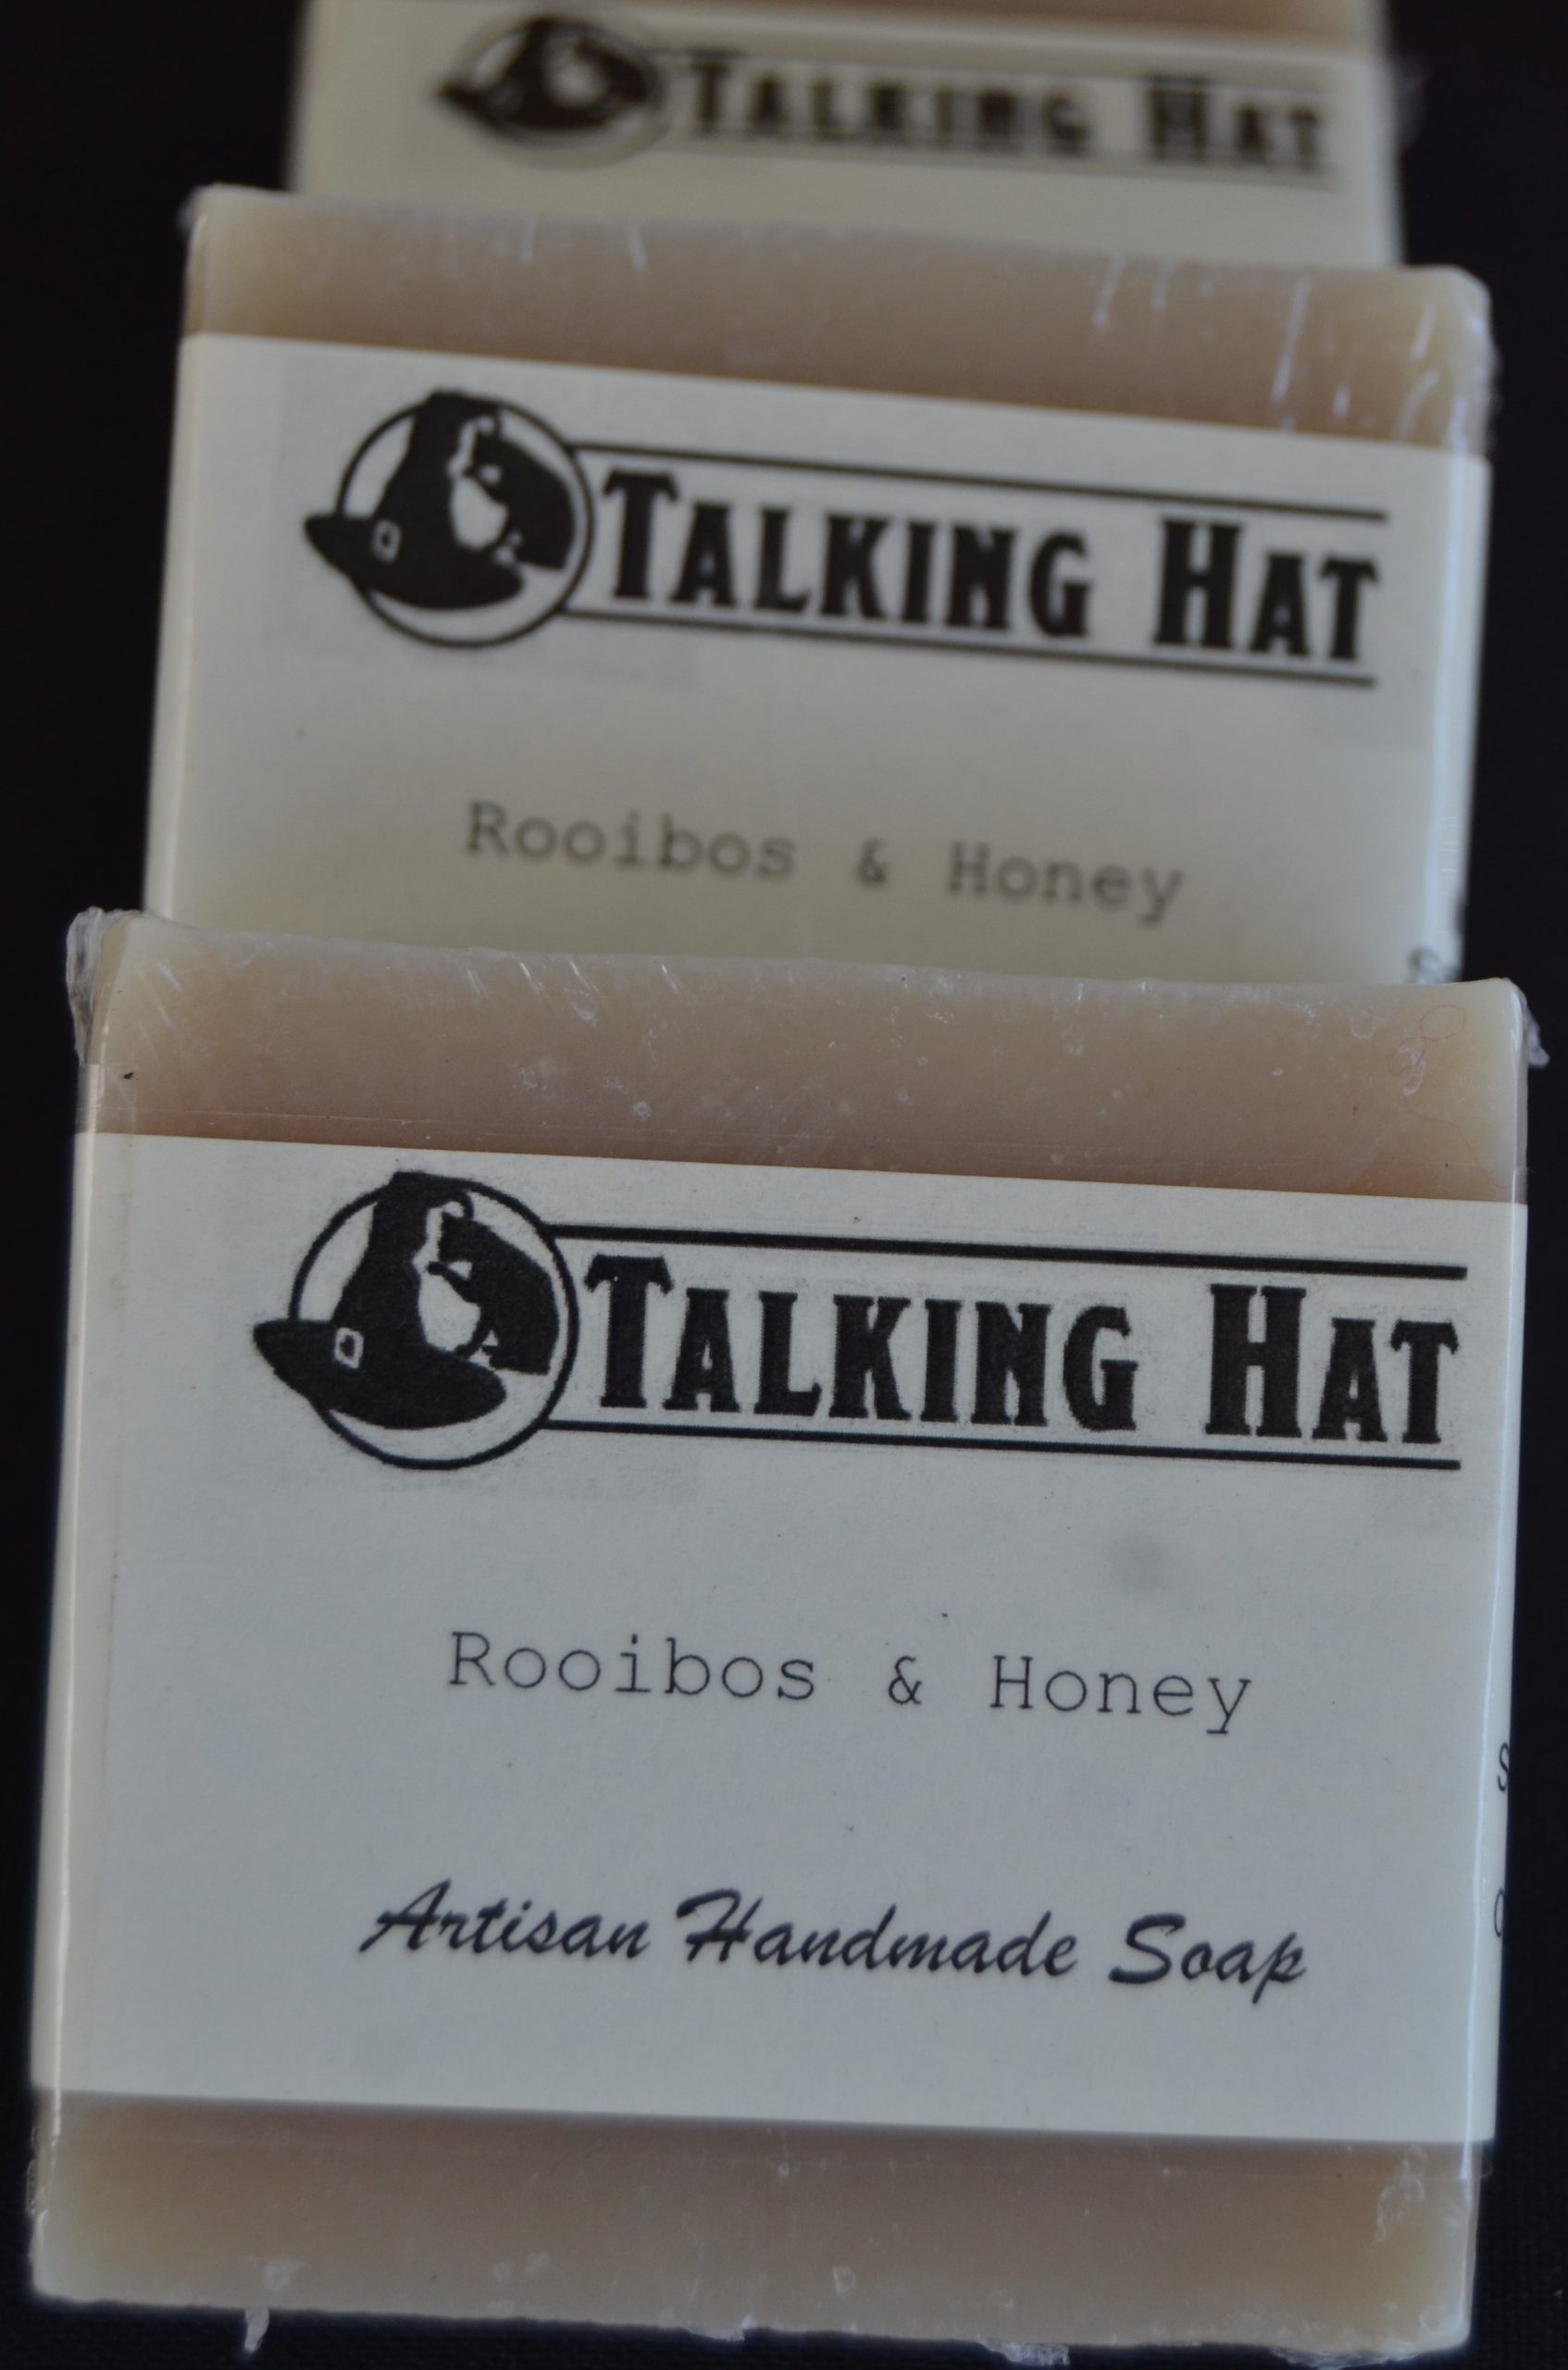 TALKING HAT
TALKING HAT
Rooibos & Honey
TALKING HAT
Rooibos & Honey
Artisan Handmade Soap